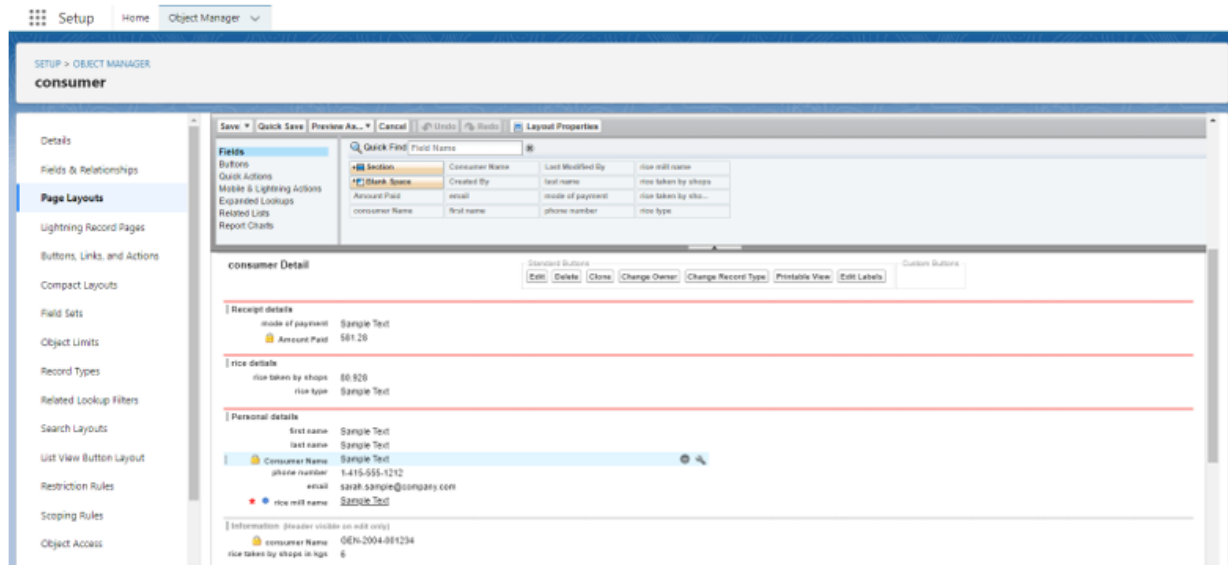 Setup Home Object Manager
SETUP > OBJECT MANAGER
consumer
Details
Fields & Relationships
Page Layouts
Lightning Record Pages
Buttons, Links, and Actions
Compact Layouts
Field Sets
Object Limits
Record Types
Related Lookup Filters
Search Layouts
List View Button Layout
Restriction Rules
Scoping Rules
Object Access
Save Quick Save Preview As... Cancel Undo Redo Layout Properties
Fields
Buttons
Quick Actions
Mobile & Lightning Actions
Expanded Lookups
Related Lists
Report Charts
Quick Find Field Name
Section Consumer Name Last Modified By rice mill name
Blank Space Created By last name rice taken by shops
Amount Paid email mode of payment rice taken by sho...
consumer Name first name phone number rice type
consumer Detail
Standard Buttons
Edit Delete Clone Change Owner Change Record Type Printable View Edit Labels
Custom Buttons
Receipt details
mode of payment Sample Text
Amount Paid 561.26
rice detials
rice taken by shops 80,928
rice type Sample Text
Personal details
first name Sample Text
last name Sample Text
Consumer Name Sample Text
phone number 1-415-555-1212
email sarah.sample@company.com
* rice mill name Sample Text
Information (Header visible on edit only)
consumer Name GEN-2004-001234
rice taken by shops in kgs 6